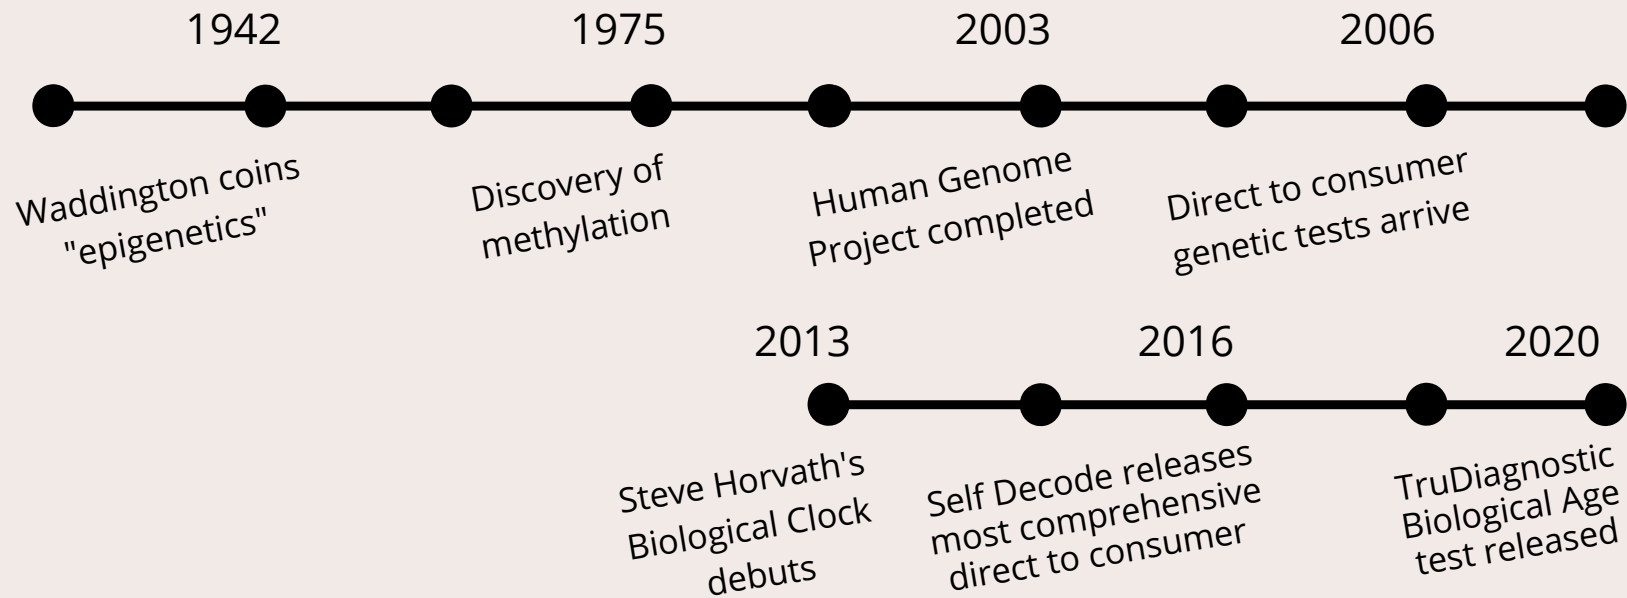 1942
1975
2003
2006
Waddington coins
"epigenetics"
Discovery of
methylation
Human Genome
Project completed
Direct to consumer
genetic tests arrive
2013
2016
2020
Steve Horvath's
Biological Clock
debuts
Self Decode releases
most comprehensive
direct to consumer
TruDiagnostic
Biological Age
test released